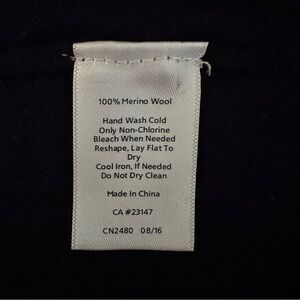 100% Merino Wool
Hand Wash Cold
Only Non-Chlorine
Bleach When Needed
Reshape, Lay Flat To
Dry
Cool Iron, If Needed
Do Not Dry Clean
Made In China
CA #23147
CN2480 08/16